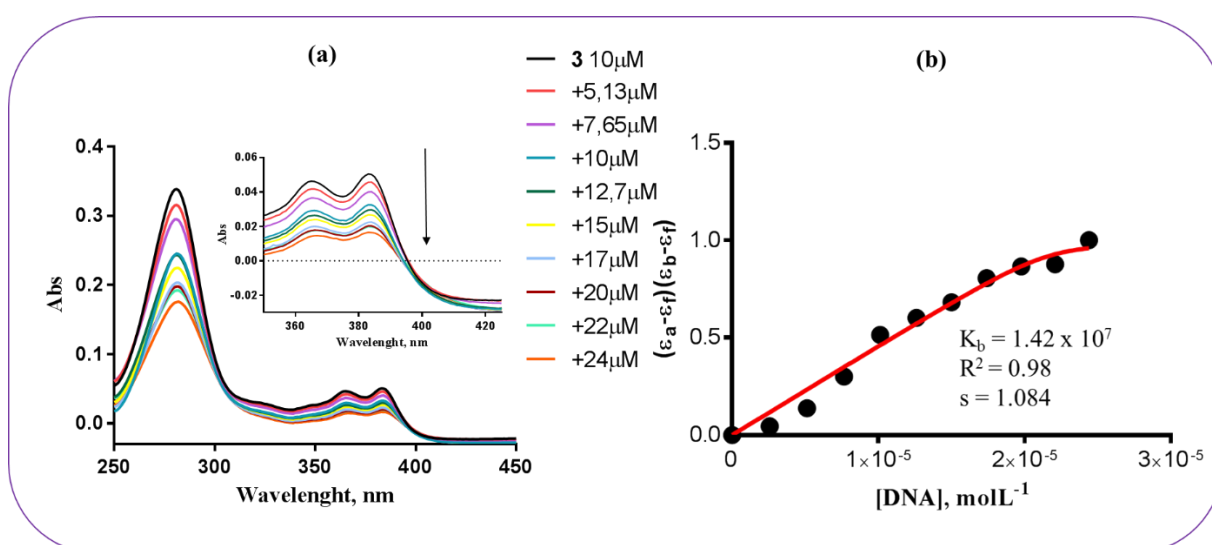 (a)
0.4
0.3
0.2
0.1
0.0
Abs
250 300 350 400 450
Wavelenght, nm
0.06
0.04
0.02
0.00
-0.02
Abs
360 380 400 420
Wavelenght, nm
3 10μM
+5,13μM
+7,65μM
+10μM
+12,7μM
+15μM
+17μM
+20μM
+22μM
+24μM
(b)
1.5
1.0
0.5
0.0
(εa-εf)(εb-εf)
Kb = 1.42 x 10⁷
R² = 0.98
s = 1.084
0 1×10⁻⁵ 2×10⁻⁵ 3×10⁻⁵
[DNA], molL⁻¹